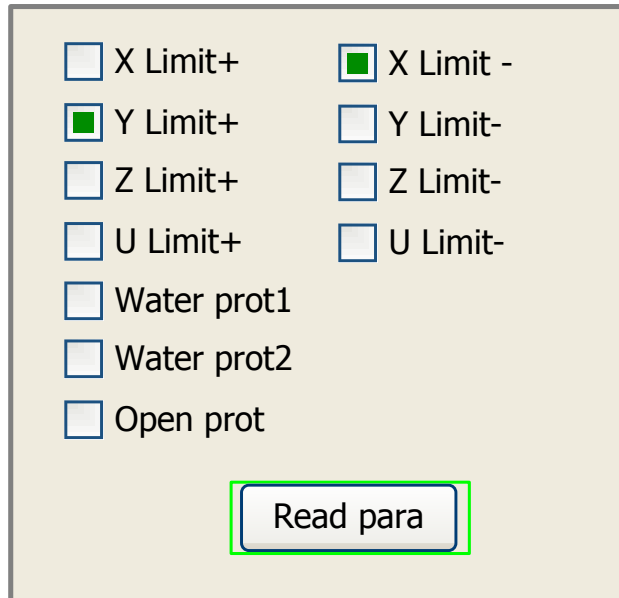 X Limit+ X Limit -
Y Limit+ Y Limit-
Z Limit+ Z Limit-
U Limit+ U Limit-
Water prot1
Water prot2
Open prot
Read para